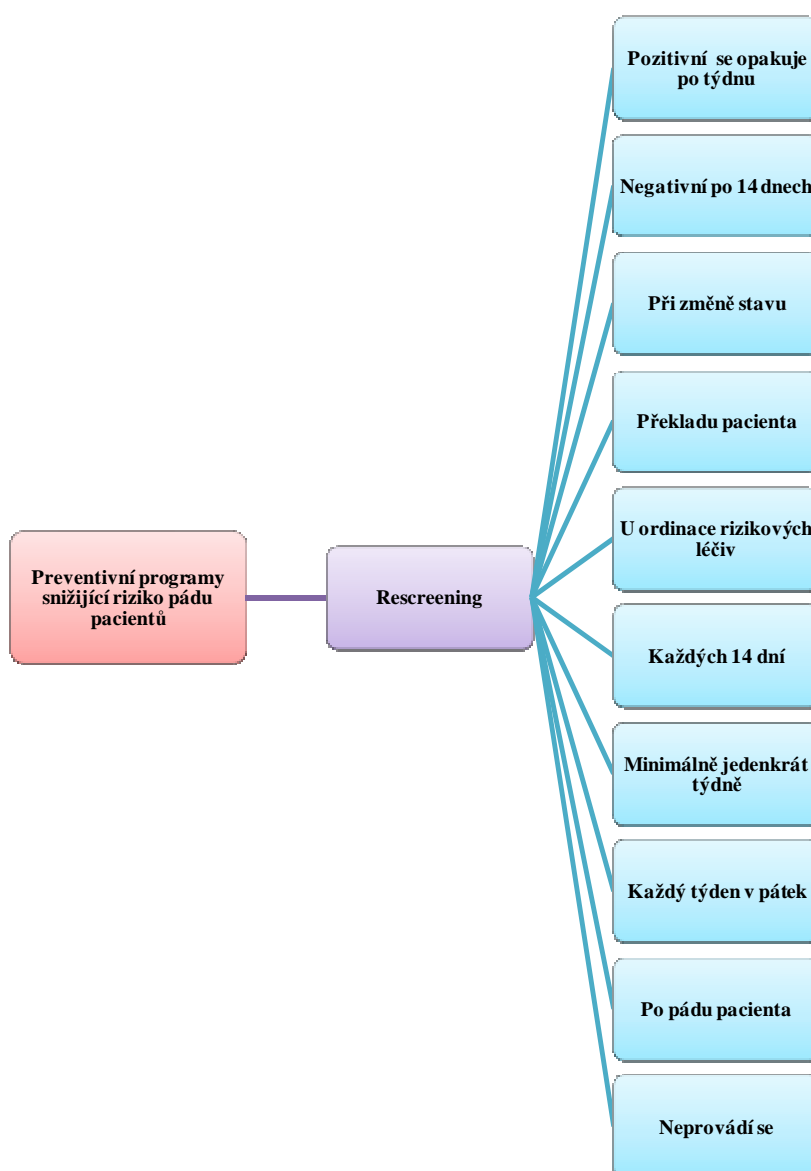 Pozitivní se opakuje
po týdnu
Negativní po 14 dnech
Při změně stavu
Překladu pacienta
U ordinace rizikových
léčiv
Preventivní programy
snižijící riziko pádu
pacientů
Rescreening
Každých 14 dní
Minimálně jedenkrát
týdně
Každý týden v pátek
Po pádu pacienta
Neprovádí se